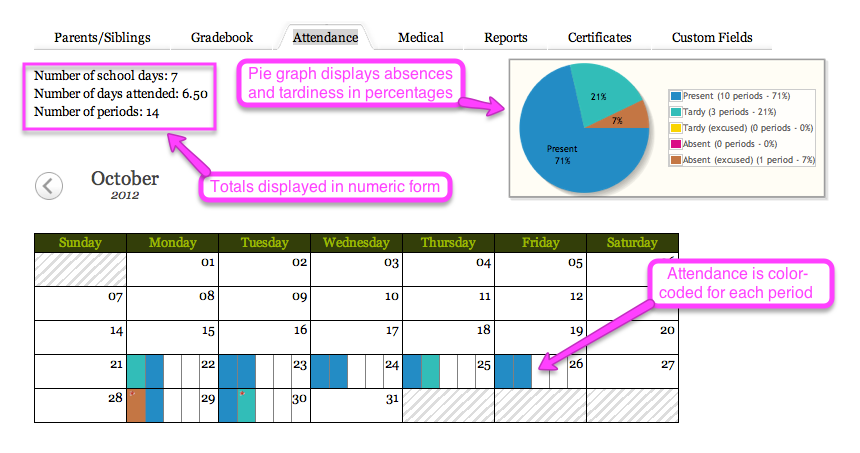 Parents/Siblings Gradebook Attendance Medical Reports Certificates Custom Fields
Number of school days: 7
Number of days attended: 6.50
Number of periods: 14
Pie graph displays absences
and tardiness in percentages
21%
7%
Present
71%
Present (10 periods - 71%)
Tardy (3 periods - 21%)
Tardy (excused) (0 periods - 0%)
Absent (0 periods - 0%)
Absent (excused) (1 period - 7%)
October
2012
Totals displayed in numeric form
Sunday Monday Tuesday Wednesday Thursday Friday Saturday
01 02 03 04 05
Attendance is color-
coded for each period
07 08 09 10 11 12
14 15 16 17 18 19 20
21 22 23 24 25 26 27
28 29 30 31